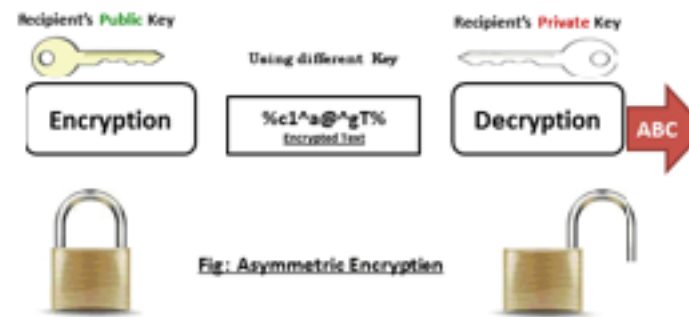 Recipient's Public Key
Recipient's Private Key
Using different Key
Encryption
%c1^a@^gT%
Encrypted Text
Decryption
ABC
Fig: Asymmetric Encryption